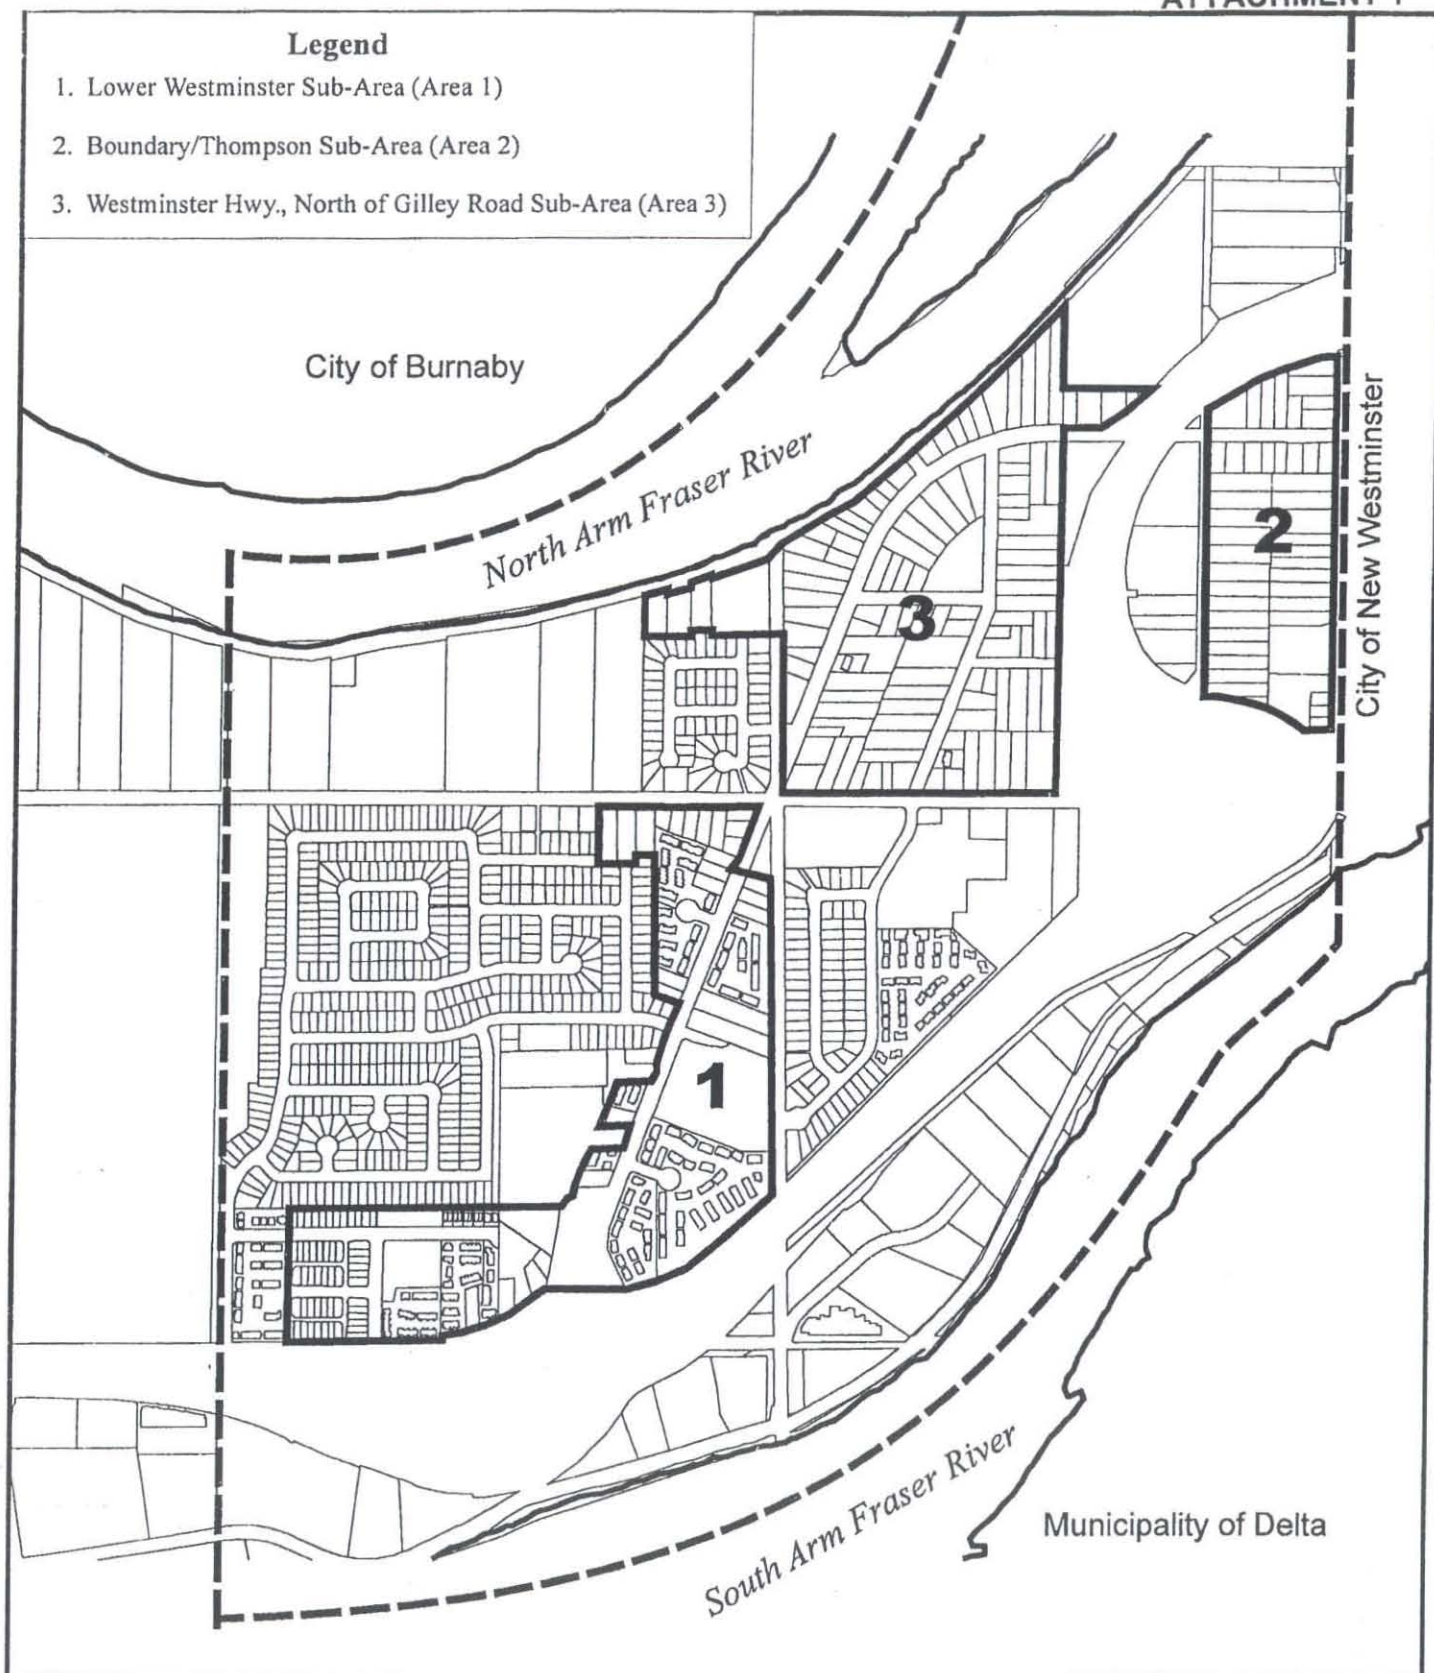 ATTACHMENT 1
Legend
1. Lower Westminster Sub-Area (Area 1)
2. Boundary/Thompson Sub-Area (Area 2)
3. Westminster Hwy., North of Gilley Road Sub-Area (Area 3)
City of Burnaby
North Arm Fraser River
City of New Westminster
2
3
1
South Arm Fraser River
Municipality of Delta